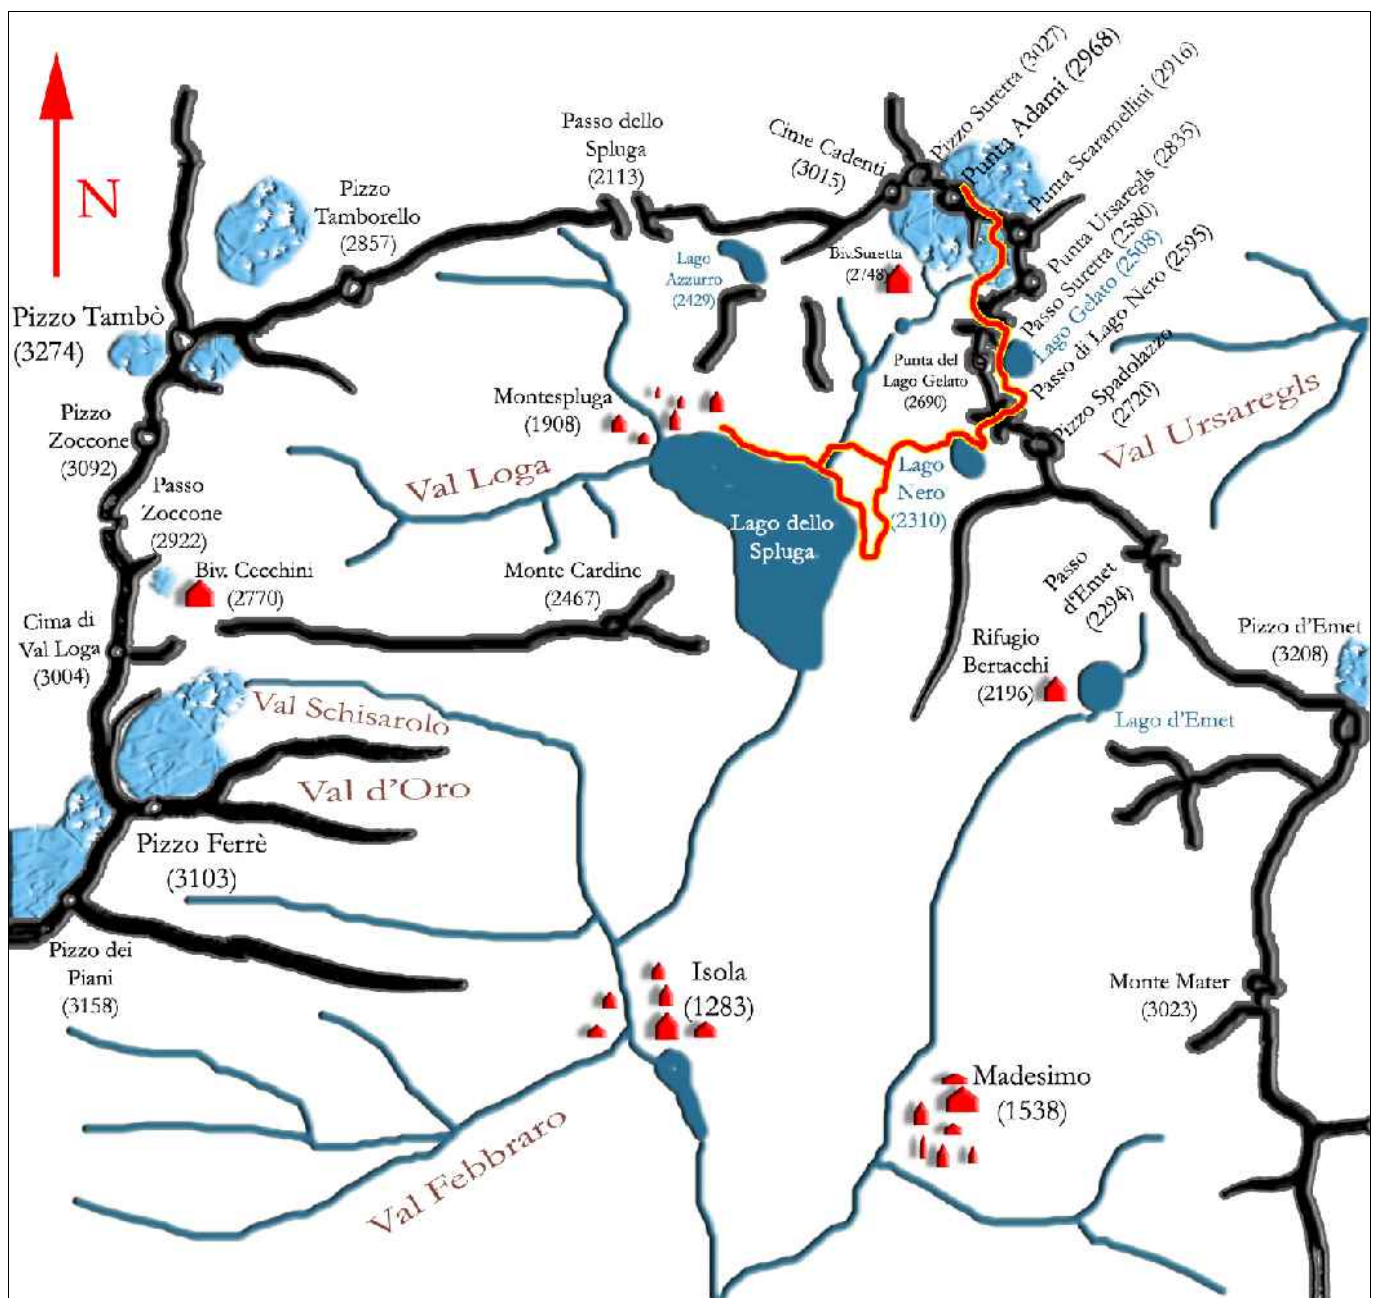 Pizzo Suretta (3027)
Punta Adami (2968)
Punta Scaramellini (2916)
Punta Ursaregls (2835)
Passo Suretta (2580)
Lago Gelato (2508)
Passo di Lago Nero (2595)
Pizzo Spadolazzo
(2720)
Cime Cadenti
(3015)
Passo dello
Spluga
(2113)
N
Pizzo
Tamborello
(2857)
Lago
Azzurro
(2429)
Biv.Suretta
(2748)
Pizzo Tambò
(3274)
Punta del
Lago Gelato
(2690)
Val Ursaregls
Montespluga
(1908)
Pizzo
Zoccone
(3092)
Val Loga
Lago
Nero
(2310)
Passo
Zoccone
(2922)
Lago dello
Spluga
Biv. Cecchini
(2770)
Monte Cardine
(2467)
Passo
d'Emet
(2294)
Cima di
Val Loga
(3004)
Rifugio
Bertacchi
(2196)
Pizzo d'Emet
(3208)
Val Schisarolo
Lago d'Emet
Val d'Oro
Pizzo Ferrè
(3103)
Pizzo dei
Piani
(3158)
Isola
(1283)
Monte Mater
(3023)
Madesimo
(1538)
Val Febbraro